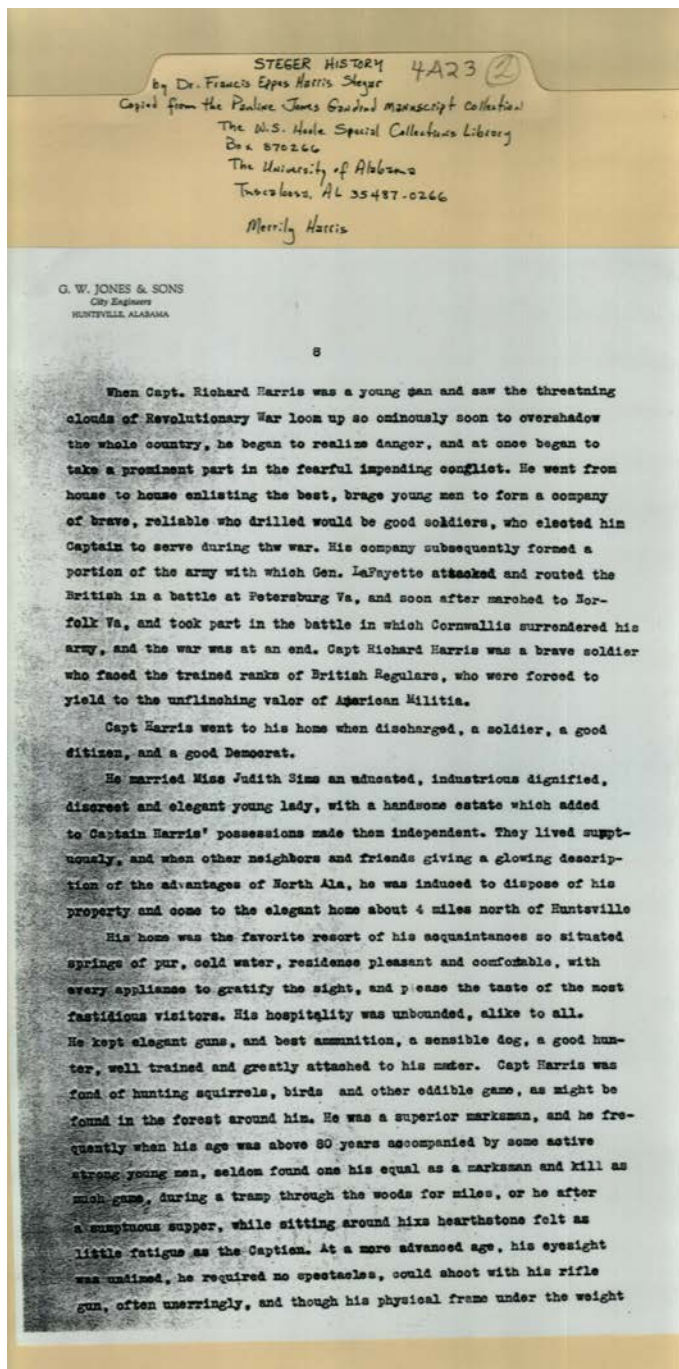 STEGER HISTORY 4A23 2
by Dr. Francis Eppes Harris Steger
Copied from the Pauline Jones Gandrud manuscript collection
The W.S. Hoole Special Collections Library
Box 870266
The University of Alabama
Tuscaloosa, AL 35487-0266
Merrily Harris
G. W. JONES & SONS
City Engineers
HUNTSVILLE, ALABAMA
8
When Capt. Richard Harris was a young man and saw the threatning
clouds of Revolutionary War loom up so ominously soon to overshadow
the whole country, he began to realize danger, and at once began to
take a prominent part in the fearful impending conflict. He went from
house to house enlisting the best, brage young men to form a company
of brave, reliable who drilled would be good soldiers, who elected him
Captain to serve during thw war. His company subsequently formed a
portion of the army with which Gen. LaFayette attacked and routed the
British in a battle at Petersburg Va, and soon after marched to Nor-
folk Va, and took part in the battle in which Cornwallis surrendered his
army, and the war was at an end. Capt Richard Harris was a brave soldier
who faced the trained ranks of British Regulars, who were forced to
yield to the unflinching valor of American Militia.
Capt Harris went to his home when discharged, a soldier, a good
ditizen, and a good Democrat.
He married Miss Judith Sims an aducated, industrious dignified,
discreet and elegant young lady, with a handsome estate which added
to Captain Harris' possessions made them independent. They lived supt-
uously, and when other neighbors and friends giving a glowing descrip-
tion of the advantages of North Ala, he was induced to dispose of his
property and come to the elegant home about 4 miles north of Huntsville
His home was the favorite resort of his acquaintances so situated
springs of pur, cold water, residence pleasant and comfotable, with
every appliance to gratify the sight, and please the taste of the most
fastidious visitors. His hospitality was unbounded, alike to all.
He kept elegant guns, and best ammunition, a sensible dog, a good hun-
ter, well trained and greatly attached to his mater. Capt Harris was
fond of hunting squirrels, birds and other eddible game, as might be
found in the forest around him. He was a superior marksman, and he fre-
quently when his age was above 80 years accompanied by some active
strong young men, seldom found one his equal as a marksman and kill as
much game, during a tramp through the woods for miles, or he after
a sumptuous supper, while sitting around hixs hearthstone felt as
little fatigue as the Caption. At a more advanced age, his eyesight
was undimed, he required no spectacles, could shoot with his rifle
gun, often unerringly, and though his physical frame under the weight